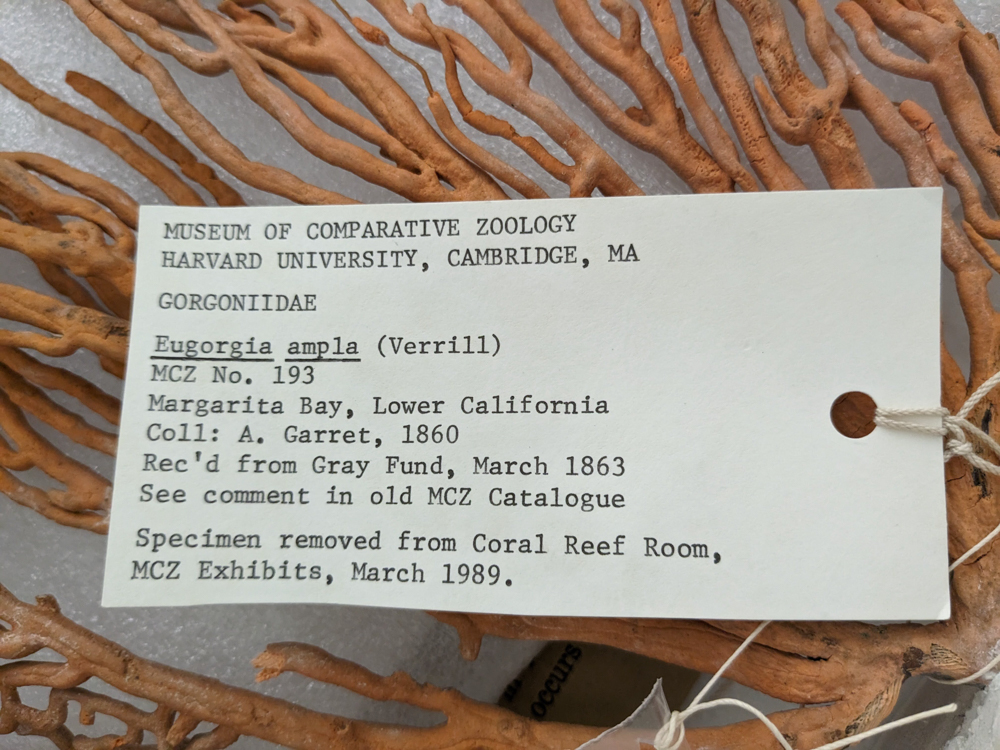 MUSEUM OF COMPARATIVE ZOOLOGY
HARVARD UNIVERSITY, CAMBRIDGE, MA
GORGONIIDAE
Eugorgia ampla (Verrill)
MCZ No. 193
Margarita Bay, Lower California
Coll: A. Garret, 1860
Rec'd from Gray Fund, March 1863
See comment in old MCZ Catalogue
Specimen removed from Coral Reef Room,
MCZ Exhibits, March 1989.
occurs